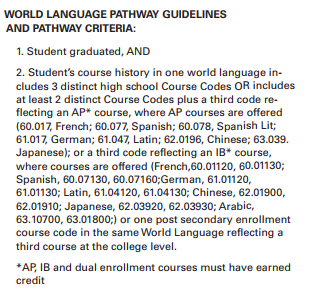 WORLD LANGUAGE PATHWAY GUIDELINES
AND PATHWAY CRITERIA:
1. Student graduated, AND
2. Student's course history in one world language in-
cludes 3 distinct high school Course Codes OR includes
at least 2 distinct Course Codes plus a third code re-
flecting an AP* course, where AP courses are offered
(60.017, French; 60.077, Spanish; 60.078, Spanish Lit;
61.017, German; 61.047, Latin; 62.0196, Chinese; 63.039.
Japanese); or a third code reflecting an IB* course,
where courses are offered (French,60.01120, 60.01130;
Spanish, 60.07130, 60.07160;German, 61.01120,
61.01130; Latin, 61.04120, 61.04130; Chinese, 62.01900,
62.01910; Japanese, 62.03920, 62.03930; Arabic,
63.10700, 63.01800;) or one post secondary enrollment
course code in the same World Language reflecting a
third course at the college level.
*AP, IB and dual enrollment courses must have earned
credit